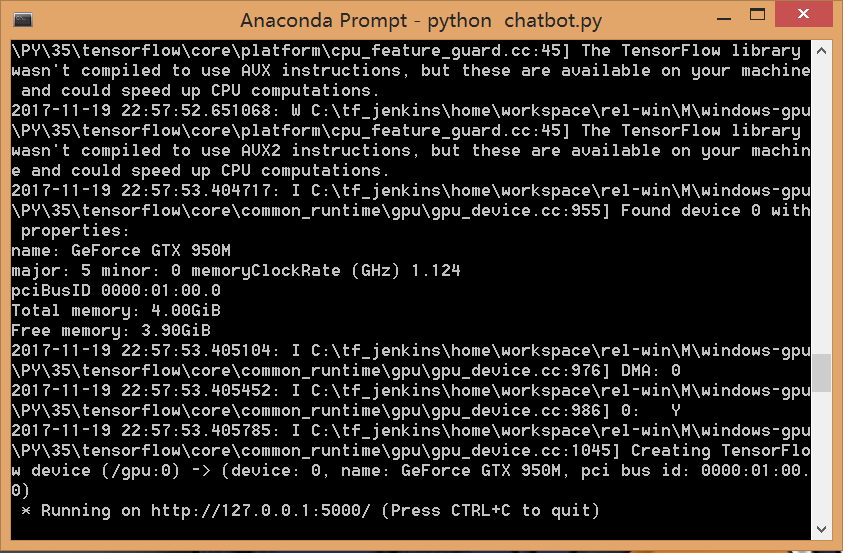 Anaconda Prompt - python  chatbot.py
\PY\35\tensorflow\core\platform\cpu_feature_guard.cc:45] The TensorFlow library
wasn't compiled to use AVX instructions, but these are available on your machine
 and could speed up CPU computations.
2017-11-19 22:57:52.651068: W C:\tf_jenkins\home\workspace\rel-win\M\windows-gpu
\PY\35\tensorflow\core\platform\cpu_feature_guard.cc:45] The TensorFlow library
wasn't compiled to use AVX2 instructions, but these are available on your machin
e and could speed up CPU computations.
2017-11-19 22:57:53.404717: I C:\tf_jenkins\home\workspace\rel-win\M\windows-gpu
\PY\35\tensorflow\core\common_runtime\gpu\gpu_device.cc:955] Found device 0 with
 properties:
name: GeForce GTX 950M
major: 5 minor: 0 memoryClockRate (GHz) 1.124
pciBusID 0000:01:00.0
Total memory: 4.00GiB
Free memory: 3.90GiB
2017-11-19 22:57:53.405104: I C:\tf_jenkins\home\workspace\rel-win\M\windows-gpu
\PY\35\tensorflow\core\common_runtime\gpu\gpu_device.cc:976] DMA: 0
2017-11-19 22:57:53.405452: I C:\tf_jenkins\home\workspace\rel-win\M\windows-gpu
\PY\35\tensorflow\core\common_runtime\gpu\gpu_device.cc:986] 0:   Y
2017-11-19 22:57:53.405785: I C:\tf_jenkins\home\workspace\rel-win\M\windows-gpu
\PY\35\tensorflow\core\common_runtime\gpu\gpu_device.cc:1045] Creating TensorFlo
w device (/gpu:0) -> (device: 0, name: GeForce GTX 950M, pci bus id: 0000:01:00.
0)
 * Running on http://127.0.0.1:5000/ (Press CTRL+C to quit)